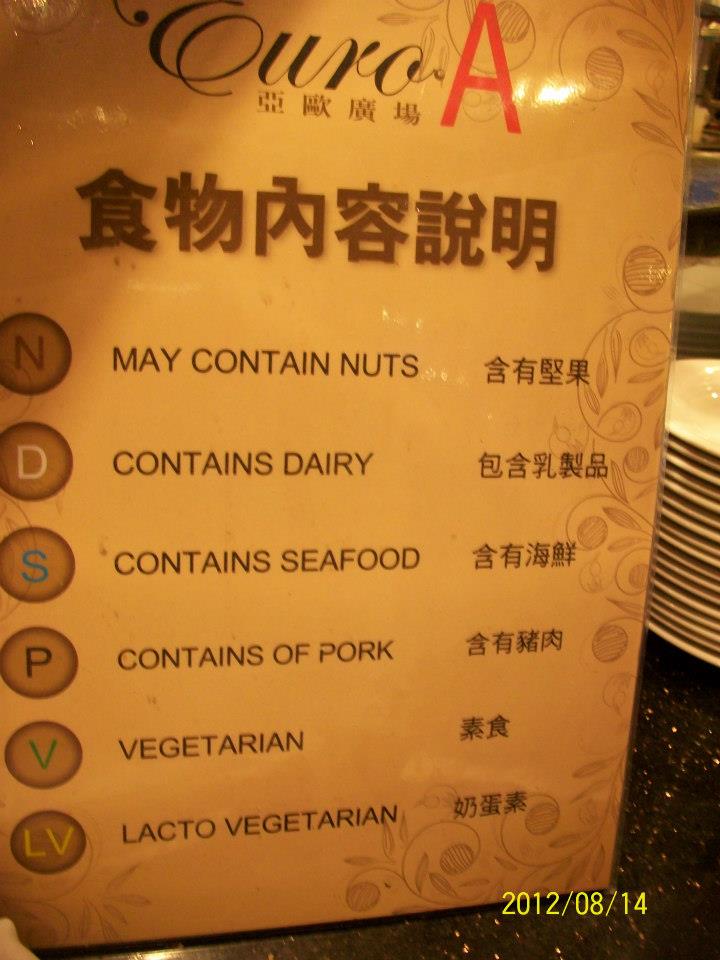 Euro A
亞歐廣場
食物內容說明
N MAY CONTAIN NUTS 含有堅果
D CONTAINS DAIRY 包含乳製品
S CONTAINS SEAFOOD 含有海鮮
P CONTAINS OF PORK 含有豬肉
V VEGETARIAN 素食
LV LACTO VEGETARIAN 奶蛋素
2012/08/14